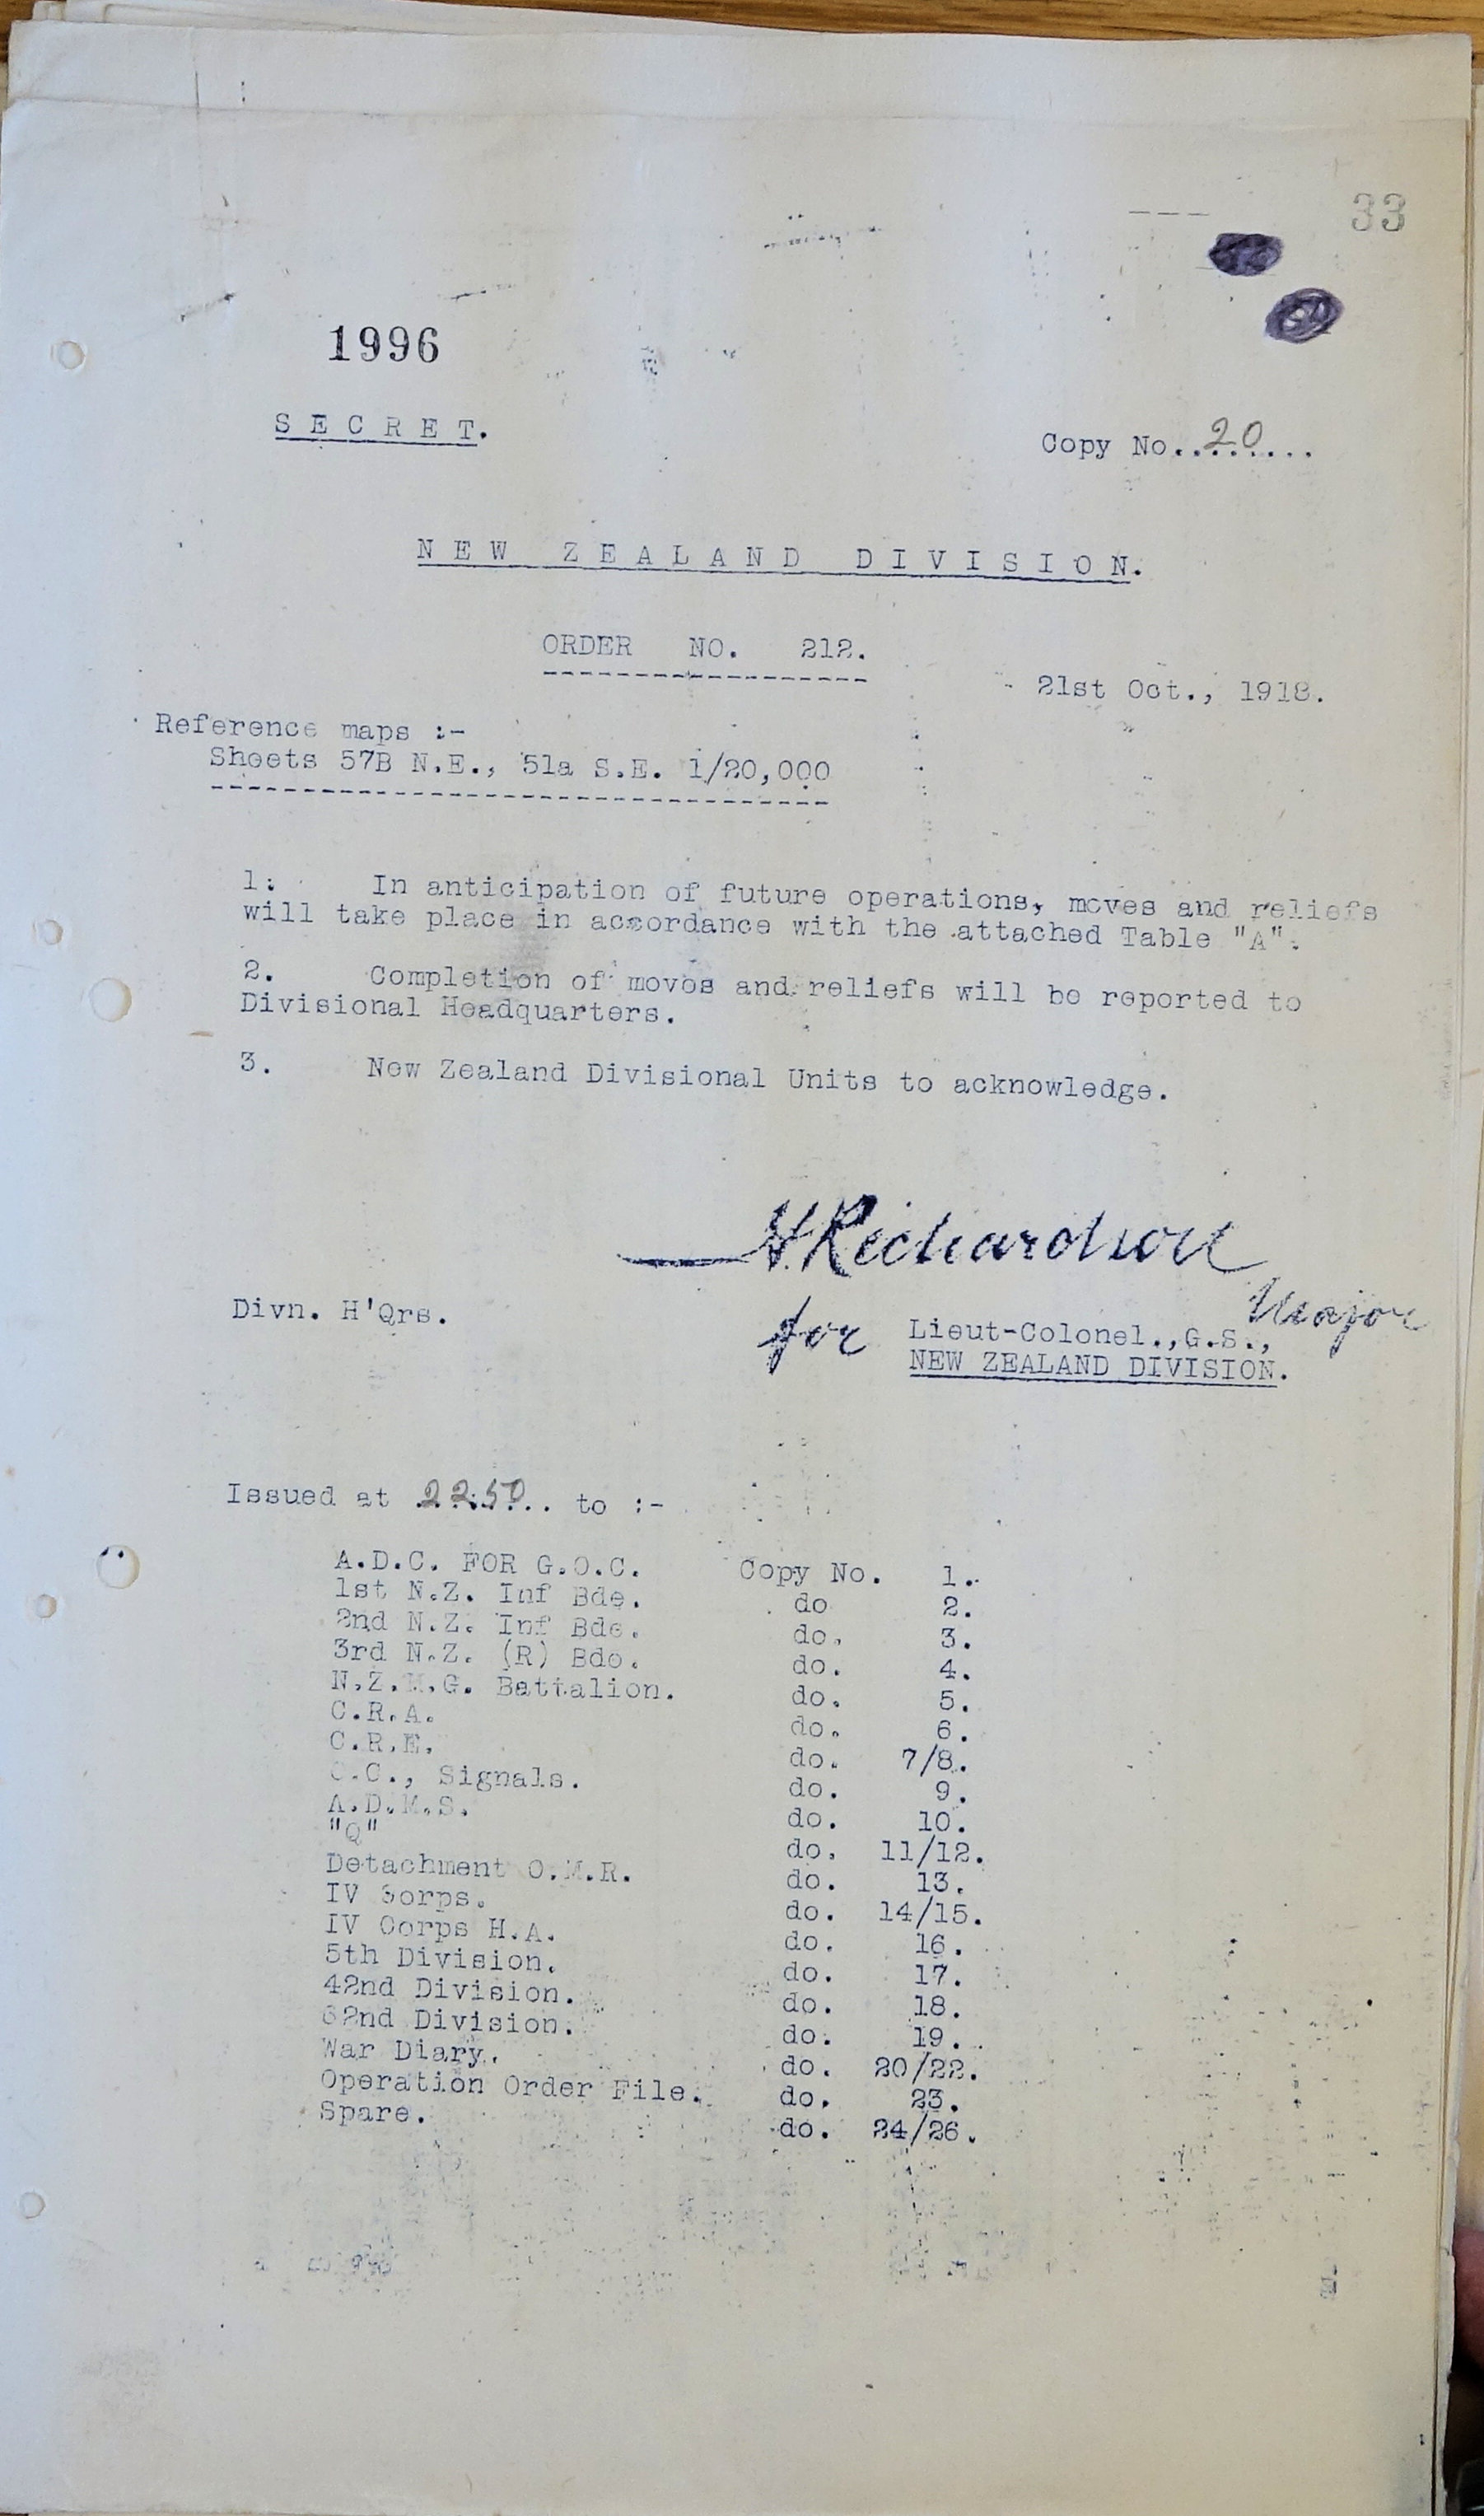 33
1996
S E C R E T.
Copy No..20......
N E W  Z E A L A N D  D I V I S I O N.
ORDER NO. 212.
21st Oct., 1918.
Reference maps :-
Sheets 57B N.E., 51a S.E. 1/20,000
1. In anticipation of future operations, moves and reliefs
will take place in accordance with the attached Table "A".
2. Completion of moves and reliefs will be reported to
Divisional Headquarters.
3. New Zealand Divisional Units to acknowledge.
H. Richardson
Major
Divn. H'Qrs.
for Lieut-Colonel.,G.S.,
NEW ZEALAND DIVISION.
Issued at 2250 to :-
A.D.C. FOR G.O.C. Copy No. 1.
1st N.Z. Inf Bde. do 2.
2nd N.Z. Inf Bde. do. 3.
3rd N.Z. (R) Bde. do. 4.
N.Z.M.G. Battalion. do. 5.
C.R.A. do. 6.
C.R.E. do. 7/8.
O.C., Signals. do. 9.
A.D.M.S. do. 10.
"Q" do. 11/12.
Detachment O.M.R. do. 13.
IV Corps. do. 14/15.
IV Corps H.A. do. 16.
5th Division. do. 17.
42nd Division. do. 18.
62nd Division. do. 19.
War Diary. do. 20/22.
Operation Order File. do. 23.
Spare. do. 24/26.